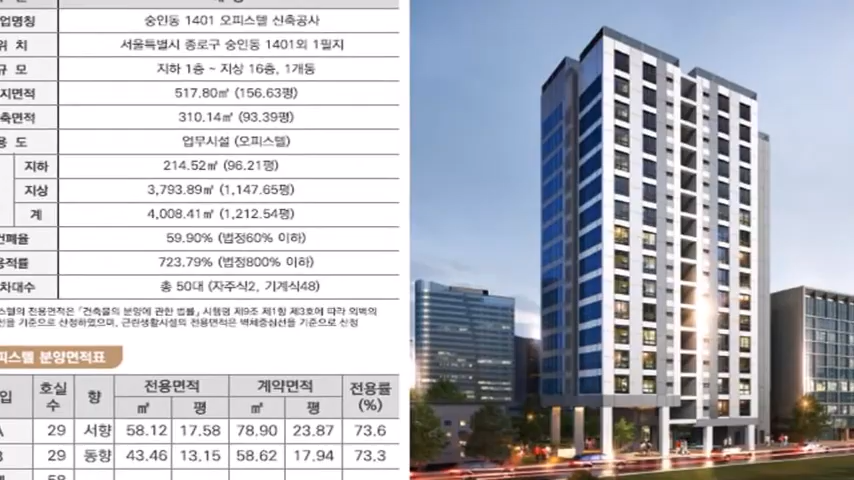 업명칭 숭인동 1401 오피스텔 신축공사
위 치 서울특별시 종로구 숭인동 1401외 1필지
규 모 지하 1층 ~ 지상 16층, 1개동
지면적 517.80㎡ (156.63평)
축면적 310.14㎡ (93.39평)
용 도 업무시설 (오피스텔)
지하 214.52㎡ (96.21평)
지상 3,793.89㎡ (1,147.65평)
계 4,008.41㎡ (1,212.54평)
건폐율 59.90% (법정60% 이하)
용적률 723.79% (법정800% 이하)
차대수 총 50대 (자주식2, 기계식48)
스텔의 전용면적은 「건축물의 분양에 관한 법률」 시행령 제9조 제1항 제3호에 따라 외벽의
선을 기준으로 산정하였으며, 근린생활시설의 전용면적은 벽체중심선을 기준으로 산정
피스텔 분양면적표
입 호실수 향 전용면적 계약면적 전용률 (%)
㎡ 평 ㎡ 평
A 29 서향 58.12 17.58 78.90 23.87 73.6
B 29 동향 43.46 13.15 58.62 17.94 73.3
58